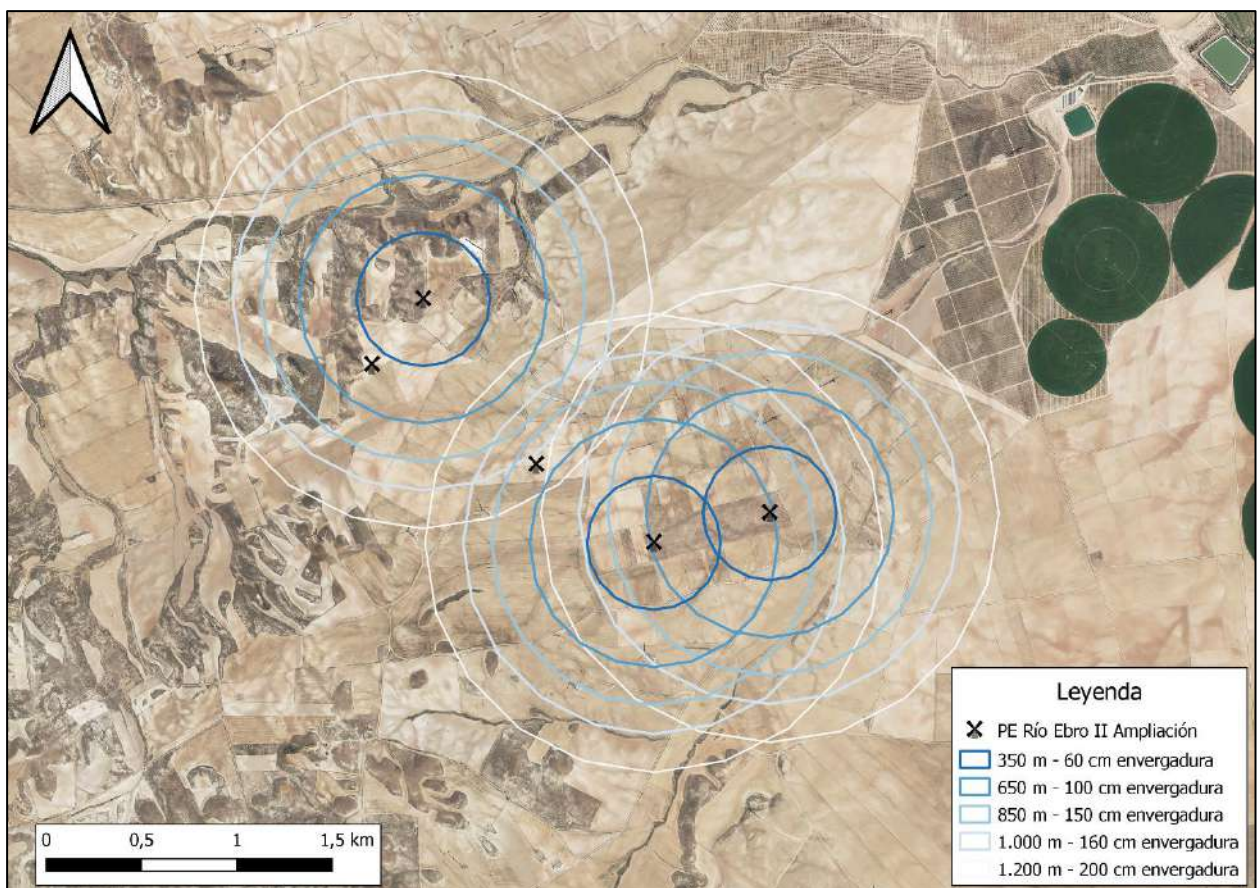 Leyenda
PE Río Ebro II Ampliación
350 m - 60 cm envergadura
650 m - 100 cm envergadura
850 m - 150 cm envergadura
1.000 m - 160 cm envergadura
1.200 m - 200 cm envergadura
0 0,5 1 1,5 km